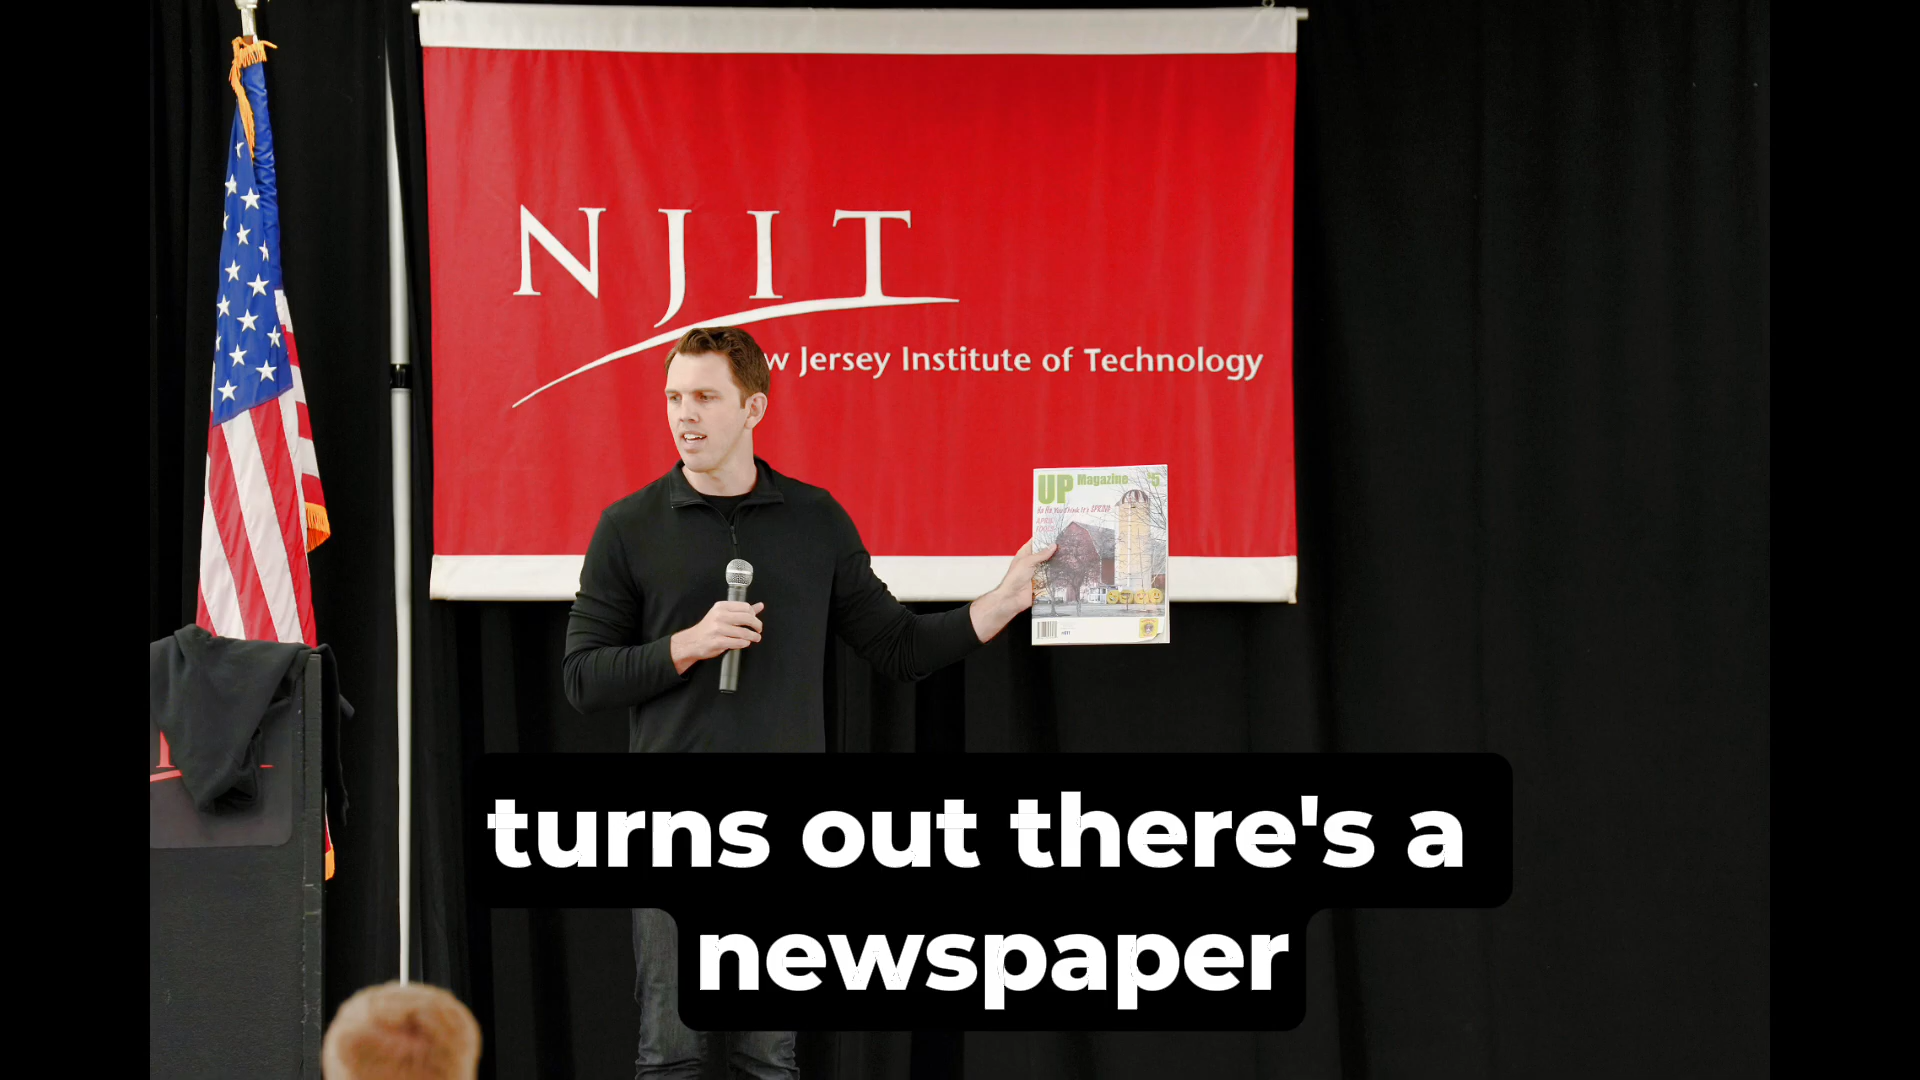 NJIT
w Jersey Institute of Technology
UP Magazine
turns out there's a
newspaper